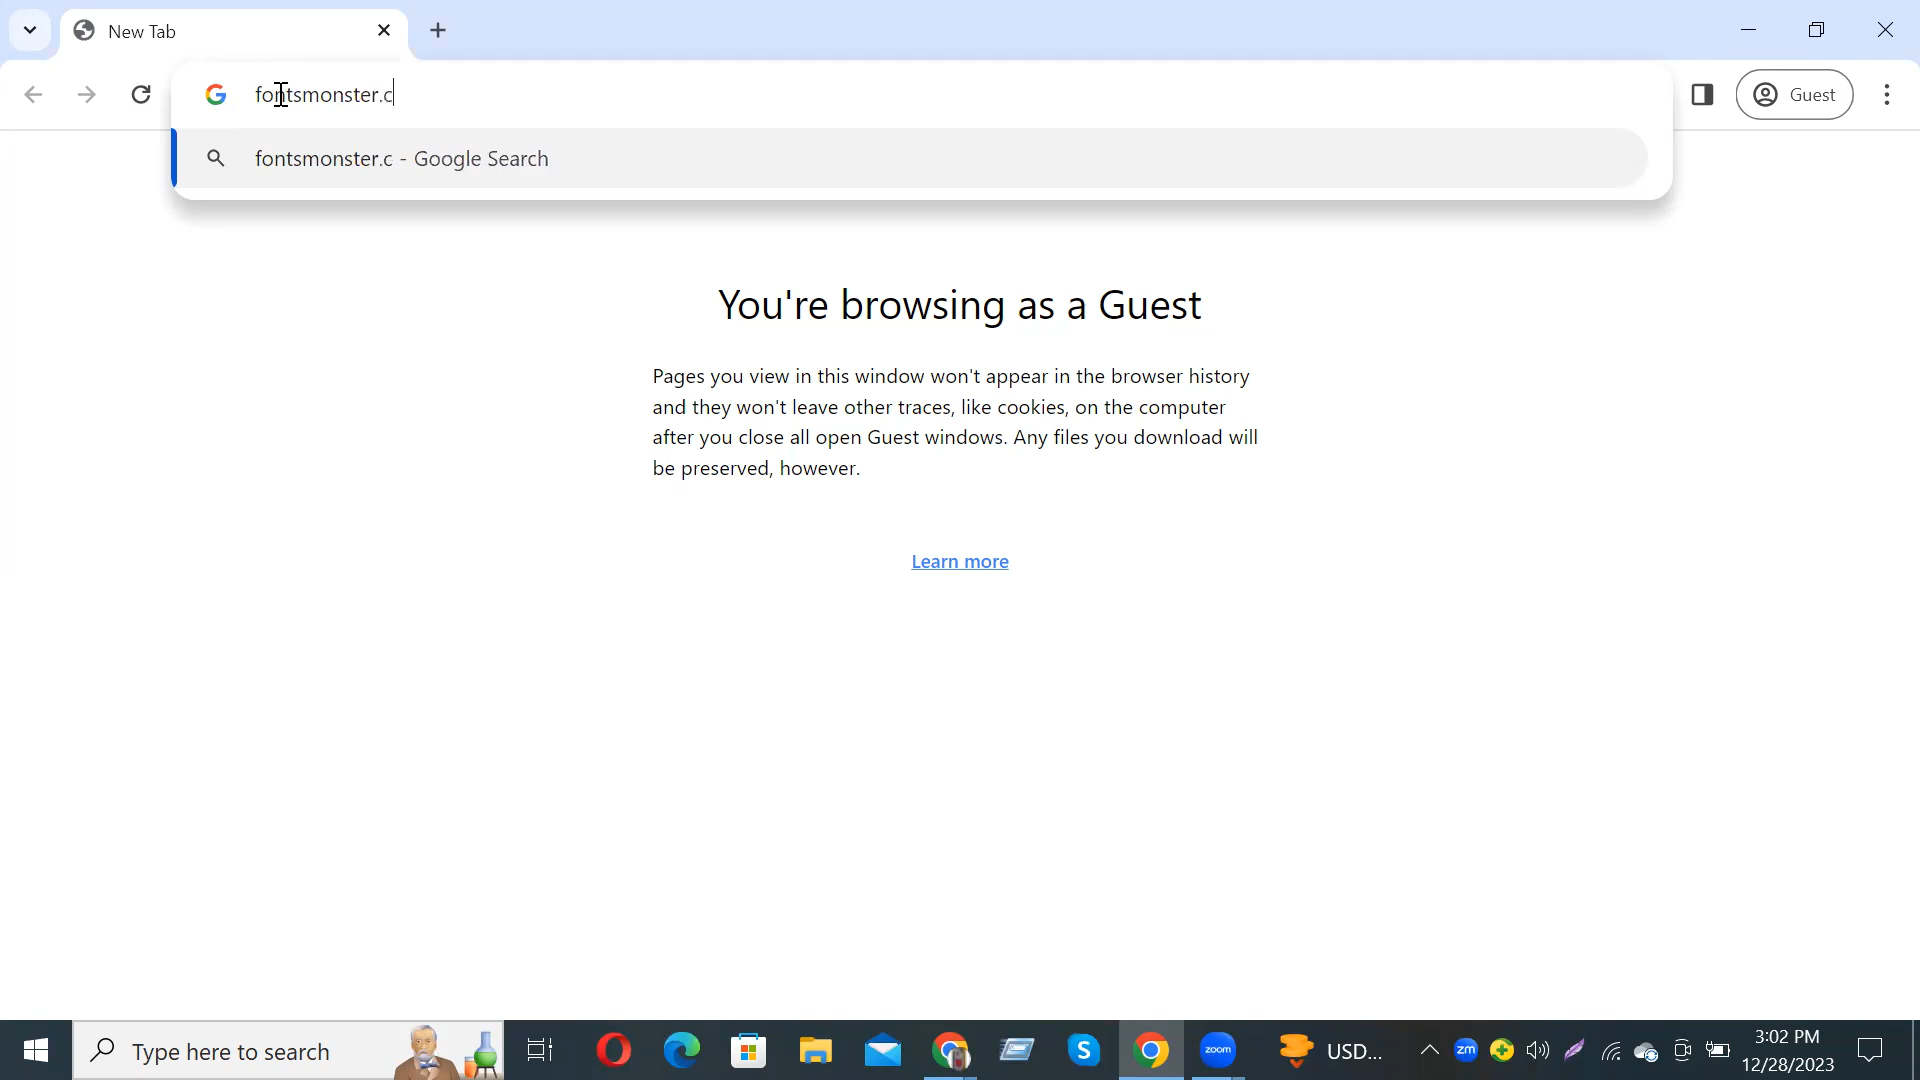 New Tab
fontsmonster.c
Guest
fontsmonster.c - Google Search
You're browsing as a Guest
Pages you view in this window won't appear in the browser history
and they won't leave other traces, like cookies, on the computer
after you close all open Guest windows. Any files you download will
be preserved, however.
Learn more
Type here to search
S
zoom
USD...
zm
3:02 PM
12/28/2023